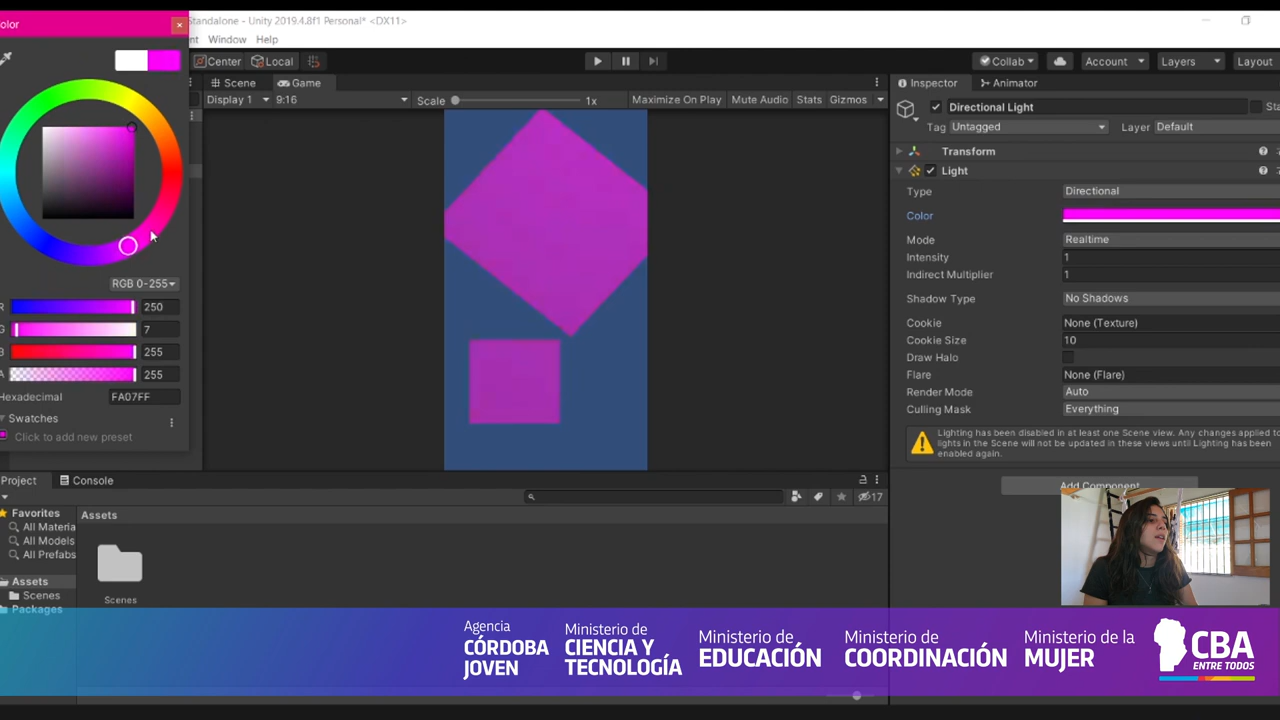 olor
Standalone - Unity 2019.4.8f1 Personal* <DX11>
nt Window Help
Center Local
Collab Account Layers Layout
Scene Game
Display 1 9:16 Scale 1x Maximize On Play Mute Audio Stats Gizmos
Inspector Animator
Directional Light Sta
Tag Untagged Layer Default
Transform
Light
Type Directional
Color
Mode Realtime
Intensity 1
Indirect Multiplier 1
Shadow Type No Shadows
Cookie None (Texture)
Cookie Size 10
Draw Halo
Flare None (Flare)
Render Mode Auto
Culling Mask Everything
Lighting has been disabled in at least one Scene view. Any changes applied to
lights in the Scene will not be updated in these views until Lighting has been
enabled again.
Add Component
RGB 0-255
R 250
G 7
B 255
A 255
Hexadecimal FA07FF
Swatches
Click to add new preset
Project Console
17
Favorites
All Materia
All Models
All Prefabs
Assets
Scenes
Packages
Assets
Scenes
Agencia
CÓRDOBA
JOVEN
Ministerio de
CIENCIA Y
TECNOLOGÍA
Ministerio de
EDUCACIÓN
Ministerio de
COORDINACIÓN
Ministerio de la
MUJER
CBA
ENTRE TODOS